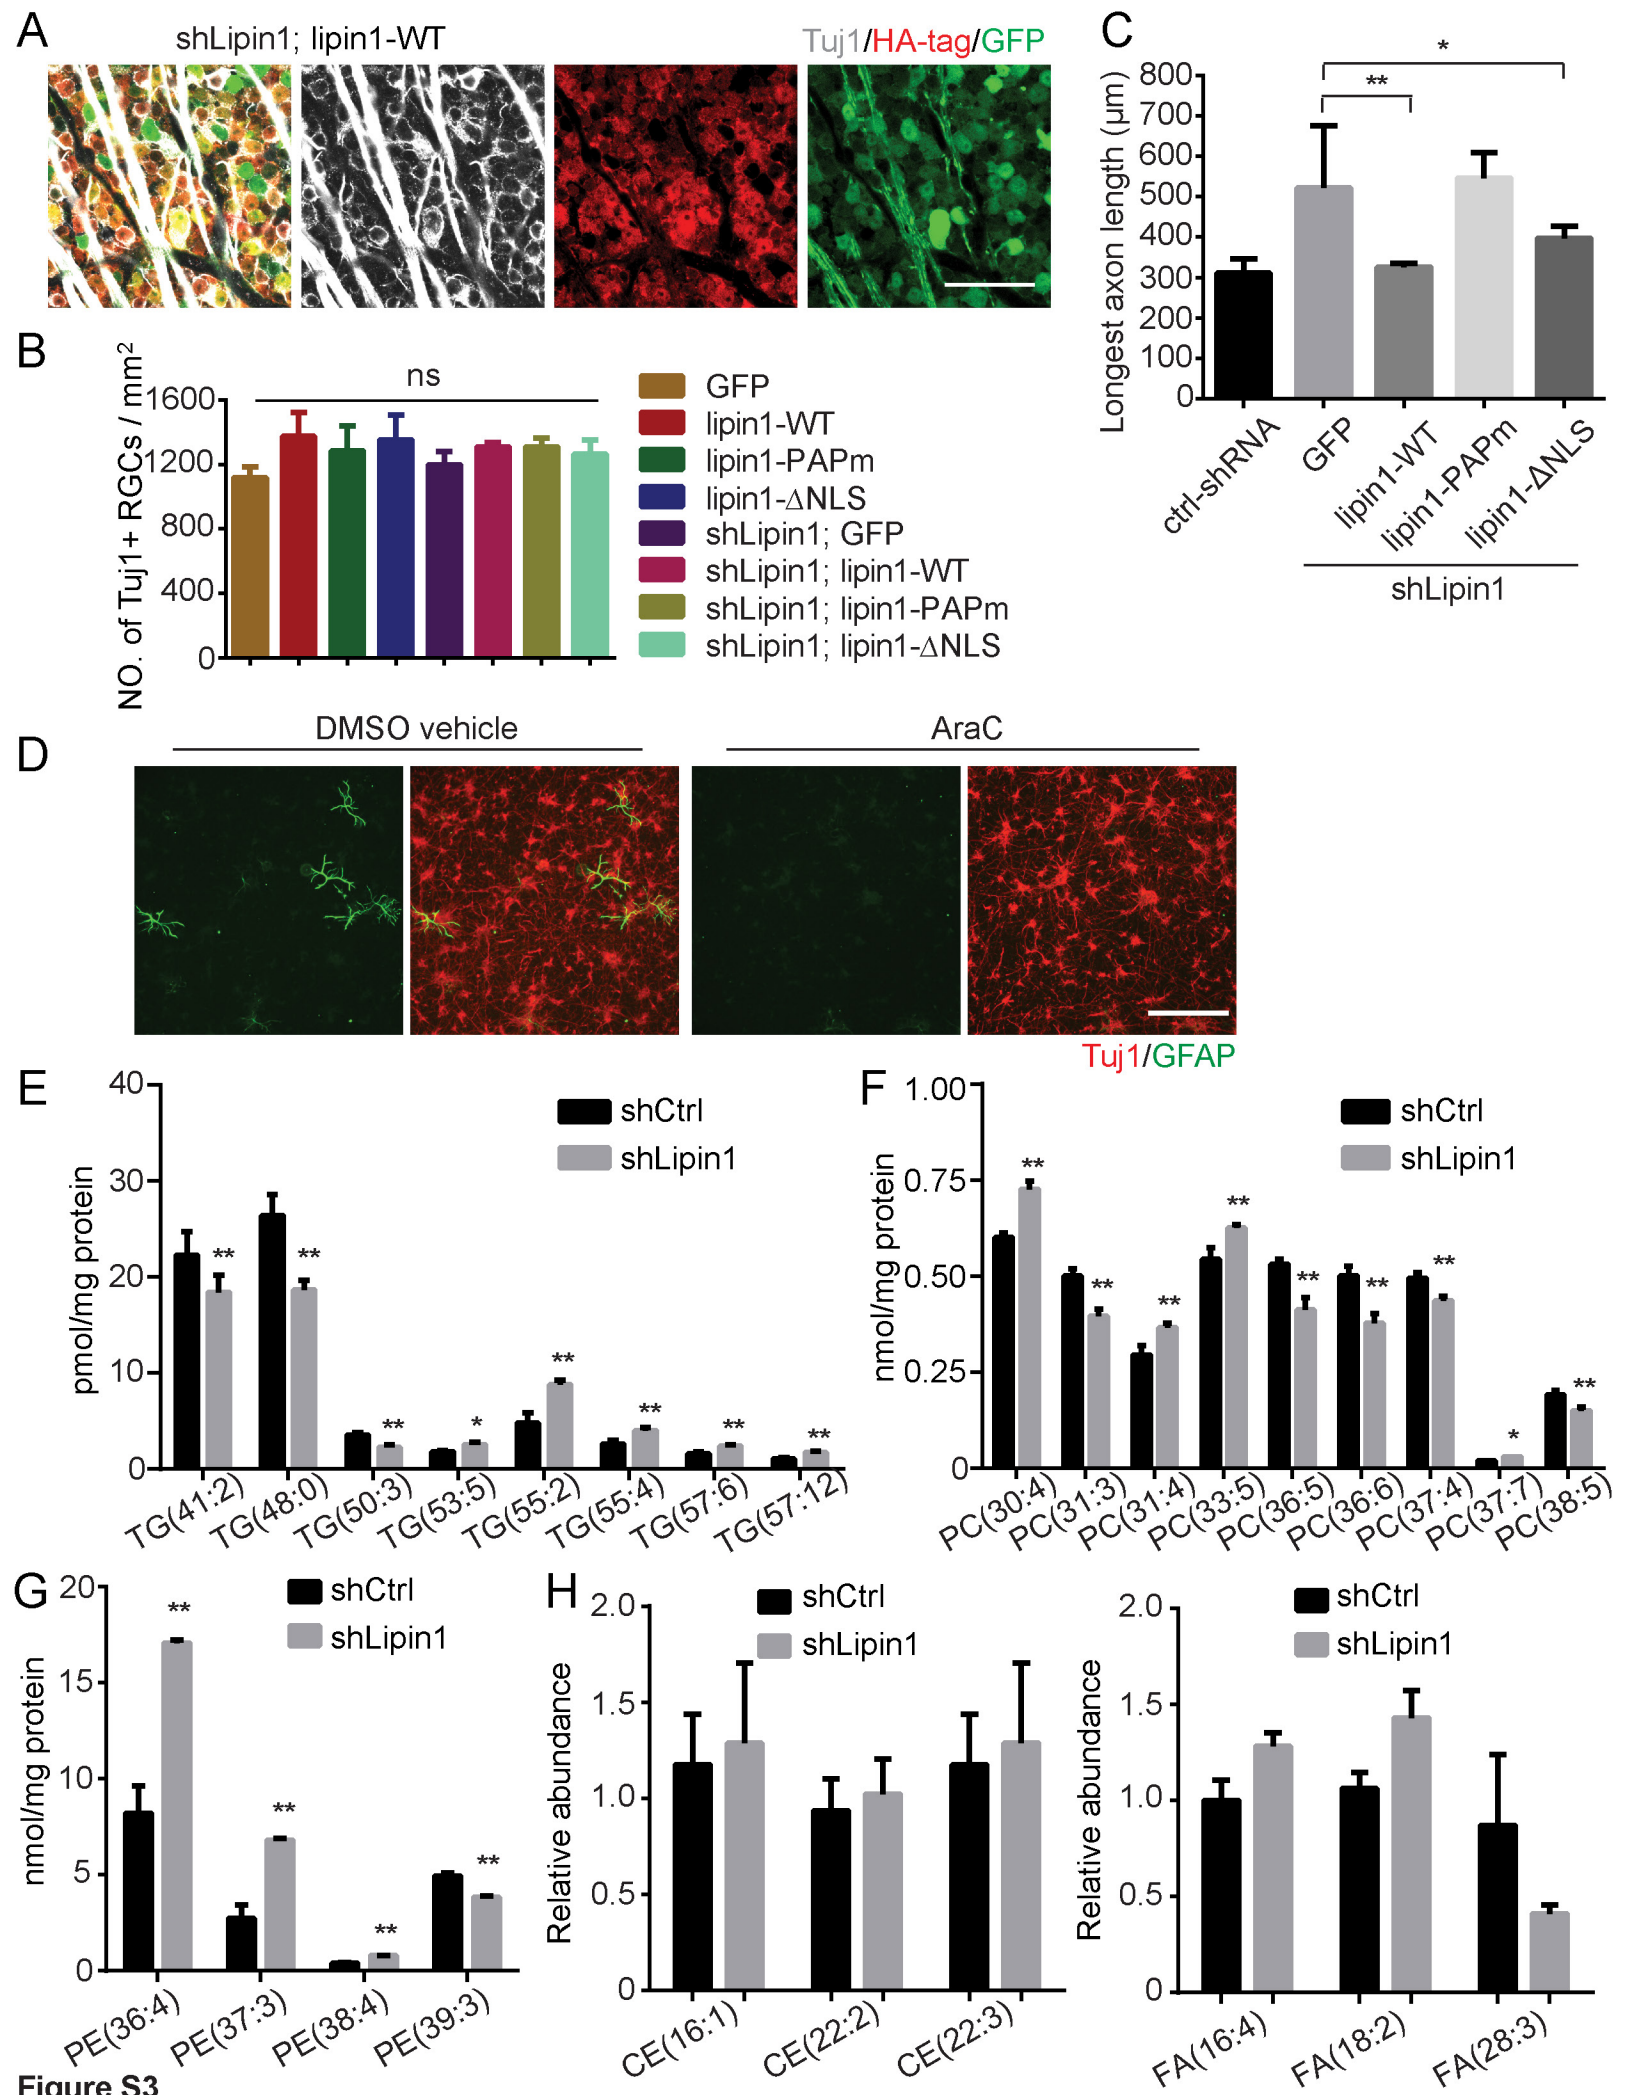 A
shLipin1; lipin1-WT
Tuj1/HA-tag/GFP
B
NO. of Tuj1+ RGCs / mm2
1600
1200
800
400
0
ns
GFP
lipin1-WT
lipin1-PAPm
lipin1-ΔNLS
shLipin1; GFP
shLipin1; lipin1-WT
shLipin1; lipin1-PAPm
shLipin1; lipin1-ΔNLS
C
Longest axon length (µm)
800
700
600
500
400
300
200
100
0
*
**
ctrl-shRNA
GFP
lipin1-WT
lipin1-PAPm
lipin1-ΔNLS
shLipin1
D
DMSO vehicle
AraC
Tuj1/GFAP
E
pmol/mg protein
40
30
20
10
0
shCtrl
shLipin1
** ** ** * ** ** ** **
TG(41:2)
TG(48:0)
TG(50:3)
TG(53:5)
TG(55:2)
TG(55:4)
TG(57:6)
TG(57:12)
F
nmol/mg protein
1.00
0.75
0.50
0.25
0
shCtrl
shLipin1
** ** ** ** ** ** ** * **
PC(30:4)
PC(31:3)
PC(31:4)
PC(33:5)
PC(36:5)
PC(36:6)
PC(37:4)
PC(37:7)
PC(38:5)
G
nmol/mg protein
20
15
10
5
0
shCtrl
shLipin1
** ** ** **
PE(36:4)
PE(37:3)
PE(38:4)
PE(39:3)
H
Relative abundance
2.0
1.5
1.0
0.5
0
shCtrl
shLipin1
CE(16:1)
CE(22:2)
CE(22:3)
Relative abundance
2.0
1.5
1.0
0.5
0
shCtrl
shLipin1
FA(16:4)
FA(18:2)
FA(28:3)
Figure S3